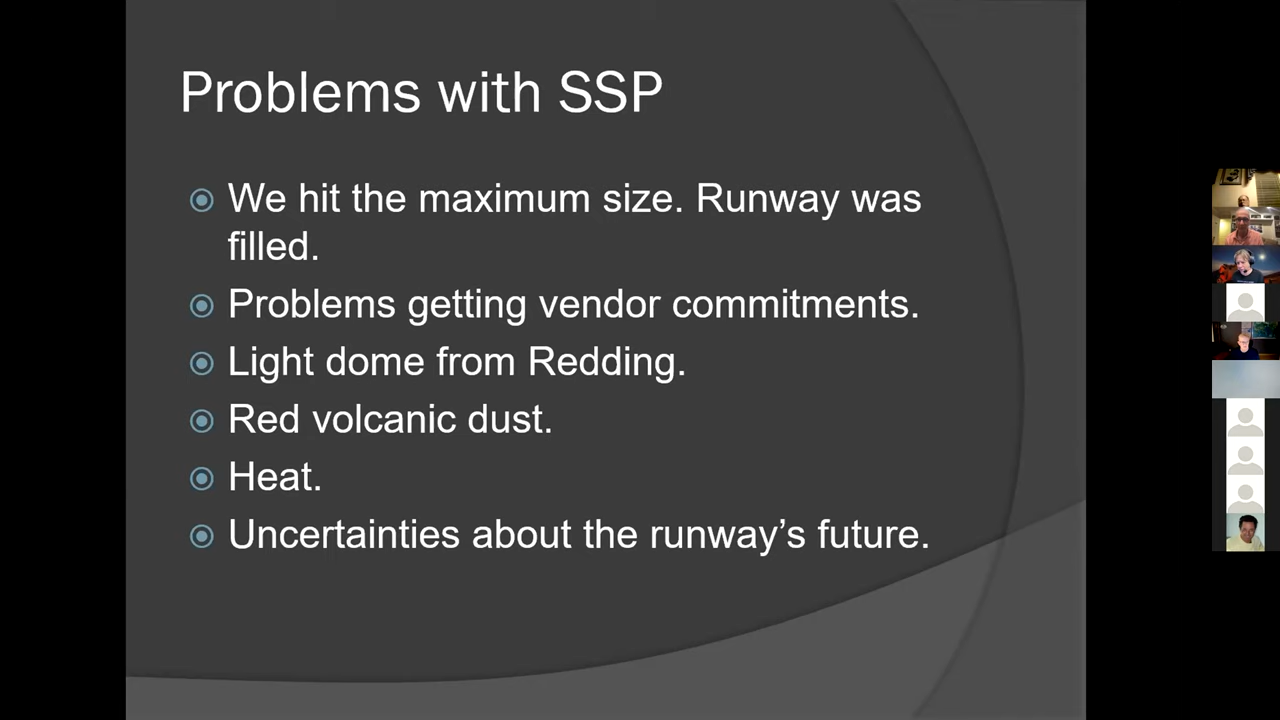 Problems with SSP
We hit the maximum size. Runway was
filled.
Problems getting vendor commitments.
Light dome from Redding.
Red volcanic dust.
Heat.
Uncertainties about the runway’s future.